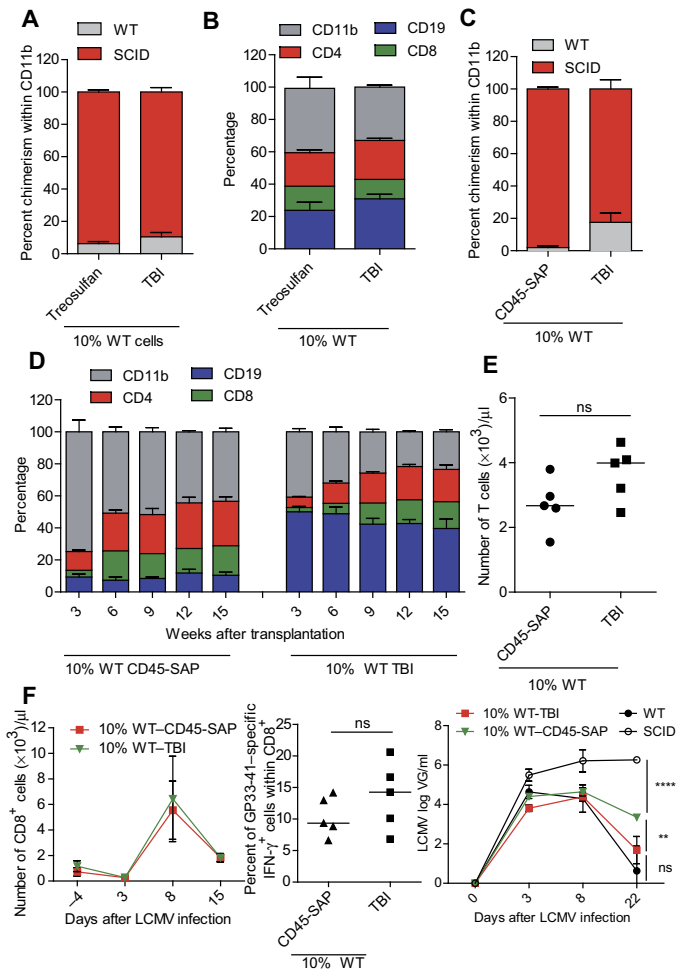 A
WT
SCID
Percent chimerism within CD11b
120
100
80
60
40
20
0
Treosulfan
TBI
10% WT cells
B
CD11b
CD19
CD4
CD8
Percentage
120
100
80
60
40
20
0
Treosulfan
TBI
10% WT
C
WT
SCID
Percent chimerism within CD11b
120
100
80
60
40
20
0
CD45-SAP
TBI
10% WT
D
CD11b
CD19
CD4
CD8
Percentage
120
100
80
60
40
20
0
3 6 9 12 15 3 6 9 12 15
Weeks after transplantation
10% WT CD45-SAP
10% WT TBI
E
Number of T cells (×10³)/µl
6
4
2
0
ns
CD45-SAP
TBI
10% WT
F
10% WT–CD45-SAP
10% WT–TBI
Number of CD8⁺ cells (×10³)/µl
12
10
8
6
4
2
0
–4 3 8 15
Days after LCMV infection
Percent of GP33-41–specific
IFN-γ⁺ cells within CD8⁺
25
20
15
10
5
0
ns
CD45-SAP
TBI
10% WT
10% WT-TBI
WT
10% WT–CD45-SAP
SCID
LCMV log VG/ml
8
6
4
2
0
0 3 8 22
Days after LCMV infection
****
**
ns